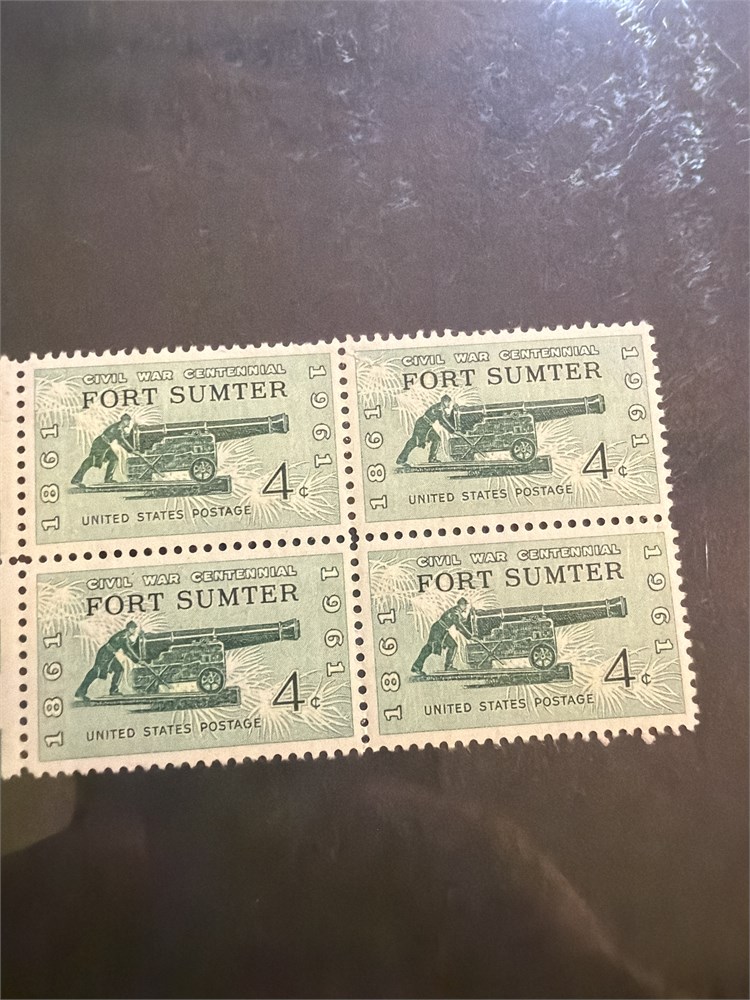 CIVIL WAR CENTENNIAL
FORT SUMTER
1861
1961
4¢
UNITED STATES POSTAGE
CIVIL WAR CENTENNIAL
FORT SUMTER
1861
1961
4¢
UNITED STATES POSTAGE
CIVIL WAR CENTENNIAL
FORT SUMTER
1861
1961
4¢
UNITED STATES POSTAGE
CIVIL WAR CENTENNIAL
FORT SUMTER
1861
1961
4¢
UNITED STATES POSTAGE